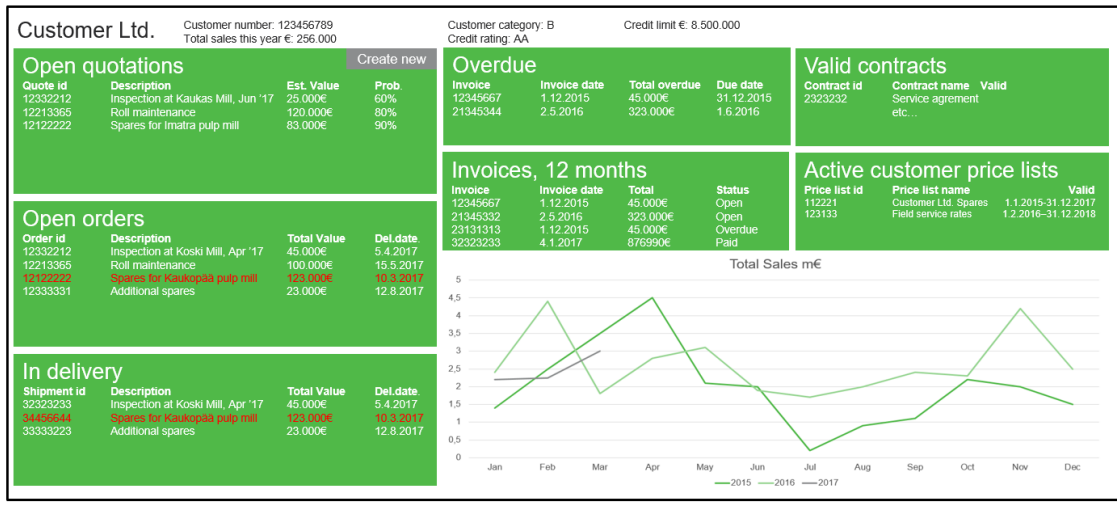 Customer Ltd.
Customer number: 123456789
Total sales this year €: 256.000
Customer category: B
Credit rating: AA
Credit limit €: 8.500.000
Open quotations
Create new
Quote id Description Est. Value Prob.
12332212 Inspection at Kaukas Mill, Jun '17 25.000€ 60%
12213365 Roll maintenance 120.000€ 80%
12122222 Spares for Imatra pulp mill 83.000€ 90%
Open orders
Order id Description Total Value Del.date.
12332212 Inspection at Koski Mill, Apr '17 45.000€ 5.4.2017
12213365 Roll maintenance 100.000€ 15.5.2017
12122222 Spares for Kaukopää pulp mill 123.000€ 10.3.2017
12333331 Additional spares 23.000€ 12.8.2017
In delivery
Shipment id Description Total Value Del.date.
32323233 Inspection at Koski Mill, Apr '17 45.000€ 5.4.2017
34456644 Spares for Kaukopää pulp mill 123.000€ 10.3.2017
33333223 Additional spares 23.000€ 12.8.2017
Overdue
Invoice Invoice date Total overdue Due date
12345667 1.12.2015 45.000€ 31.12.2015
21345344 2.5.2016 323.000€ 1.6.2016
Invoices, 12 months
Invoice Invoice date Total Status
12345667 1.12.2015 45.000€ Open
21345332 2.5.2016 323.000€ Open
23131313 1.12.2015 45.000€ Overdue
32323233 4.1.2017 876990€ Paid
Valid contracts
Contract id Contract name Valid
2323232 Service agrement
etc...
Active customer price lists
Price list id Price list name Valid
112221 Customer Ltd. Spares 1.1.2015-31.12.2017
123133 Field service rates 1.2.2016–31.12.2018
Total Sales m€
5
4,5
4
3,5
3
2,5
2
1,5
1
0,5
0
Jan Feb Mar Apr May Jun Jul Aug Sep Oct Nov Dec
2015 2016 2017